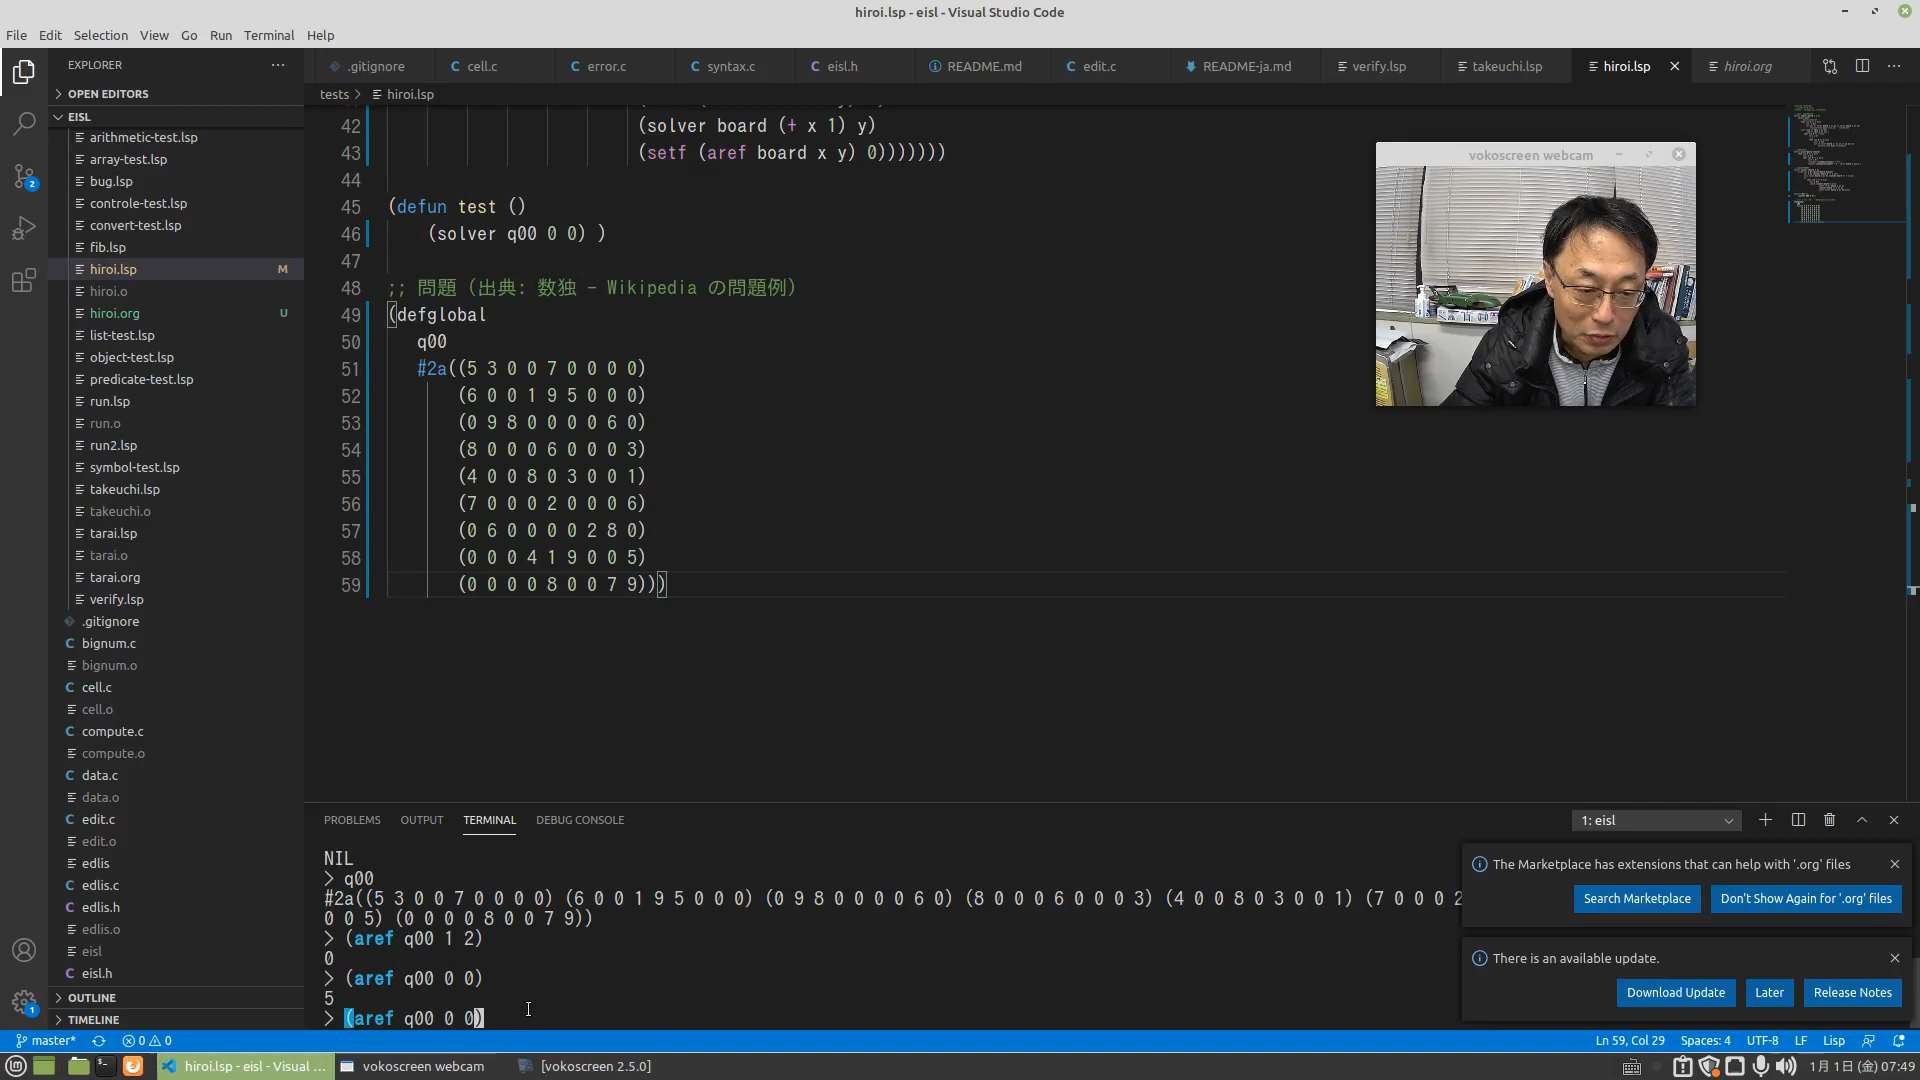 hiroi.lsp - eisl - Visual Studio Code
File Edit Selection View Go Run Terminal Help
EXPLORER
OPEN EDITORS
EISL
arithmetic-test.lsp
array-test.lsp
bug.lsp
controle-test.lsp
convert-test.lsp
fib.lsp
hiroi.lsp M
hiroi.o
hiroi.org U
list-test.lsp
object-test.lsp
predicate-test.lsp
run.lsp
run.o
run2.lsp
symbol-test.lsp
takeuchi.lsp
takeuchi.o
tarai.lsp
tarai.o
tarai.org
verify.lsp
.gitignore
bignum.c
bignum.o
cell.c
cell.o
compute.c
compute.o
data.c
data.o
edit.c
edit.o
edlis
edlis.c
edlis.h
edlis.o
eisl
eisl.h
OUTLINE
TIMELINE
2
1
.gitignore cell.c error.c syntax.c eisl.h README.md edit.c README-ja.md verify.lsp takeuchi.lsp hiroi.lsp hiroi.org
tests > hiroi.lsp
42 (solver board (+ x 1) y)
43 (setf (aref board x y) 0)))))))
44
45 (defun test ()
46 (solver q00 0 0) )
47
48 ;; 問題 (出典: 数独 - Wikipedia の問題例)
49 (defglobal
50 q00
51 #2a((5 3 0 0 7 0 0 0 0)
52 (6 0 0 1 9 5 0 0 0)
53 (0 9 8 0 0 0 0 6 0)
54 (8 0 0 0 6 0 0 0 3)
55 (4 0 0 8 0 3 0 0 1)
56 (7 0 0 0 2 0 0 0 6)
57 (0 6 0 0 0 0 2 8 0)
58 (0 0 0 4 1 9 0 0 5)
59 (0 0 0 0 8 0 0 7 9)))
vokoscreen webcam
PROBLEMS OUTPUT TERMINAL DEBUG CONSOLE
1: eisl
NIL
> q00
#2a((5 3 0 0 7 0 0 0 0) (6 0 0 1 9 5 0 0 0) (0 9 8 0 0 0 0 6 0) (8 0 0 0 6 0 0 0 3) (4 0 0 8 0 3 0 0 1) (7 0 0 0 2
0 0 5) (0 0 0 0 8 0 0 7 9))
> (aref q00 1 2)
0
> (aref q00 0 0)
5
> (aref q00 0 0)
The Marketplace has extensions that can help with '.org' files
Search Marketplace Don't Show Again for '.org' files
There is an available update.
Download Update Later Release Notes
master* 0 0 Ln 59, Col 29 Spaces: 4 UTF-8 LF Lisp
hiroi.lsp - eisl - Visual ... vokoscreen webcam [vokoscreen 2.5.0] 1月 1日 (金) 07:49